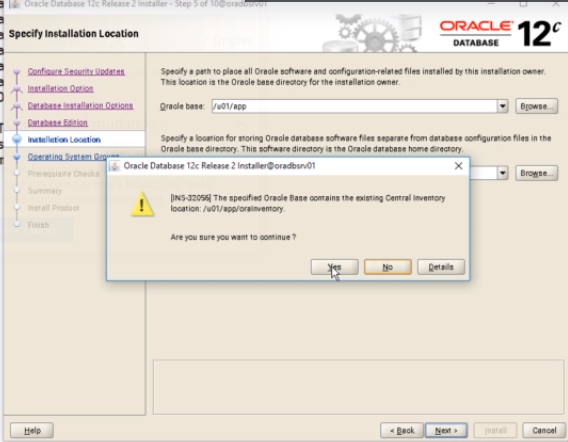 Oracle Database 12c Release 2 Installer - Step 5 of 10@oradbsrv01
Specify Installation Location
ORACLE
DATABASE
12c
Configure Security Updates
Installation Option
Database Installation Options
Database Edition
Installation Location
Operating System Groups
Prerequisite Checks
Summary
Install Product
Finish
Specify a path to place all Oracle software and configuration-related files installed by this installation owner.
This location is the Oracle base directory for the installation owner.
Oracle base: /u01/app
Browse...
Specify a location for storing Oracle database software files separate from database configuration files in the
Oracle base directory. This software directory is the Oracle database home directory.
Browse...
Oracle Database 12c Release 2 Installer@oradbsrv01
[INS-32056] The specified Oracle Base contains the existing Central Inventory
location: /u01/app/oraInventory.
Are you sure you want to continue ?
Yes No Details
Help
< Back Next > Install Cancel